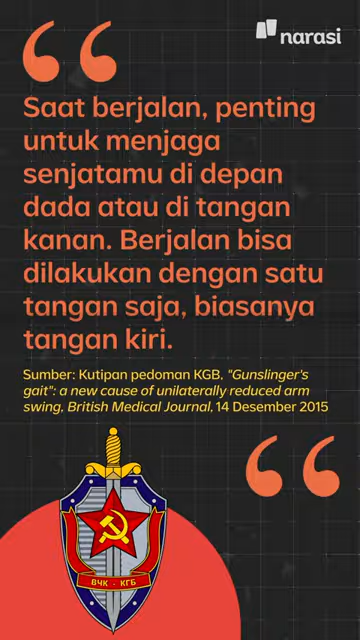 narasi
Saat berjalan, penting
untuk menjaga
senjatamu di depan
dada atau di tangan
kanan. Berjalan bisa
dilakukan dengan satu
tangan saja, biasanya
tangan kiri.
Sumber: Kutipan pedoman KGB. "Gunslinger's
gait": a new cause of unilaterally reduced arm
swing, British Medical Journal, 14 Desember 2015
ВЧК - КГБ